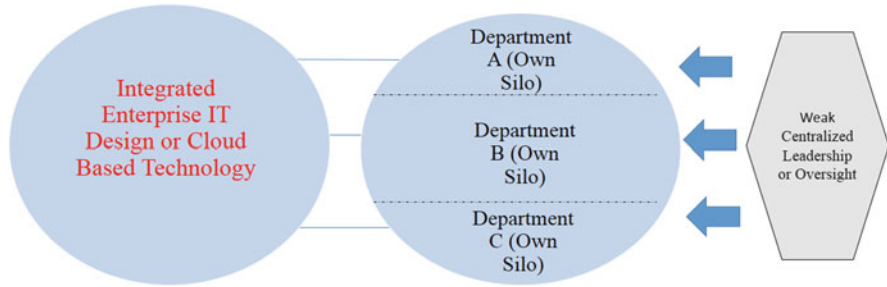 Integrated
Enterprise IT
Design or Cloud
Based Technology
Department
A (Own
Silo)
Department
B (Own
Silo)
Department
C (Own
Silo)
Weak
Centralized
Leadership
or Oversight